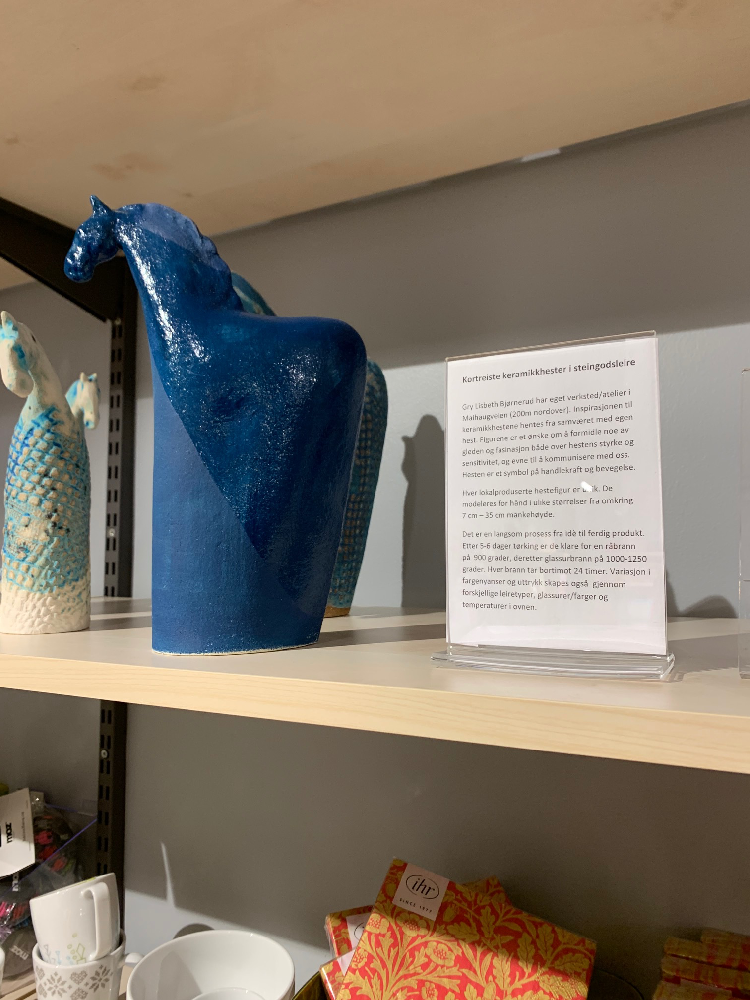 Kortreiste keramikkhester i steingodsleire
Gry Lisbeth Bjørnerud har eget verksted/atelier i
Maihaugveien (200m nordover). Inspirasjonen til
keramikkhestene hentes fra samværet med egen
hest. Figurene er et ønske om å formidle noe av
gleden og fasinasjon både over hestens styrke og
sensitivitet, og evne til å kommunisere med oss.
Hesten er et symbol på handlekraft og bevegelse.
Hver lokalproduserte hestefigur er unik. De
modeleres for hånd i ulike størrelser fra omkring
7 cm – 35 cm mankehøyde.
Det er en langsom prosess fra idè til ferdig produkt.
Etter 5-6 dager tørking er de klare for en råbrann
på 900 grader, deretter glassurbrann på 1000-1250
grader. Hver brann tar bortimot 24 timer. Variasjon i
fargenyanser og uttrykk skapes også gjennom
forskjellige leiretyper, glassurer/farger og
temperaturer i ovnen.
moz
moz
ihr
SINCE 1977